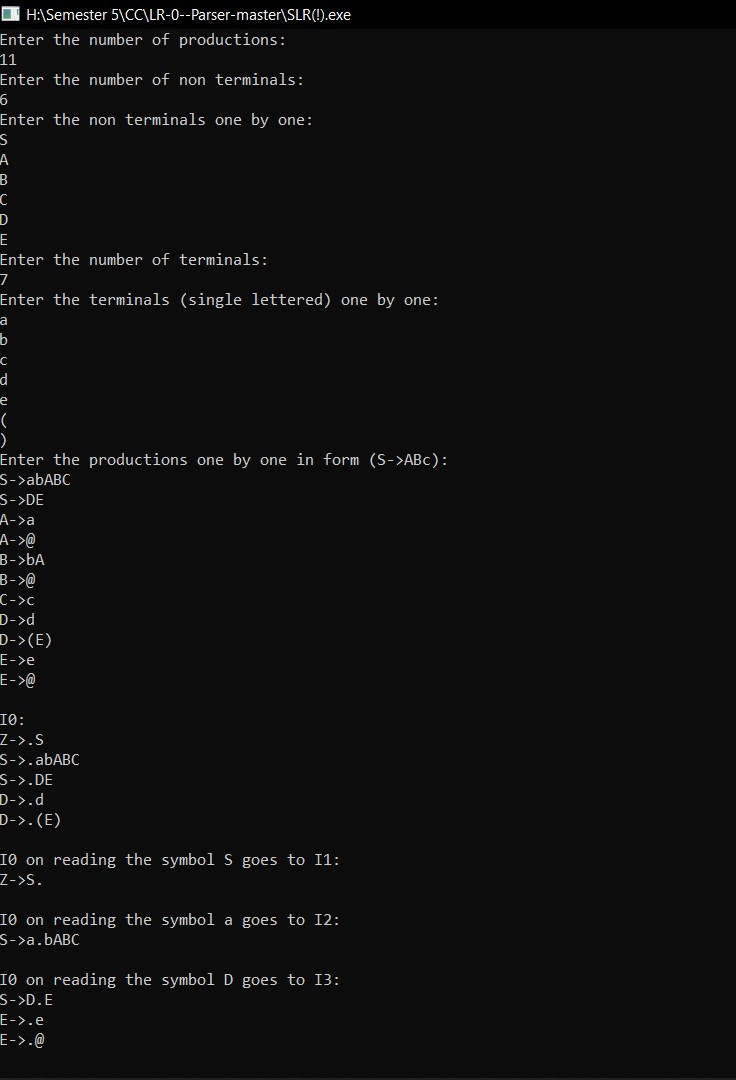 H:\Semester 5\CC\LR-0--Parser-master\SLR(!).exe
Enter the number of productions:
11
Enter the number of non terminals:
6
Enter the non terminals one by one:
S
A
B
C
D
E
Enter the number of terminals:
7
Enter the terminals (single lettered) one by one:
a
b
c
d
e
(
)
Enter the productions one by one in form (S->ABc):
S->abABC
S->DE
A->a
A->@
B->bA
B->@
C->c
D->d
D->(E)
E->e
E->@
I0:
Z->.S
S->.abABC
S->.DE
D->.d
D->.(E)
I0 on reading the symbol S goes to I1:
Z->S.
I0 on reading the symbol a goes to I2:
S->a.bABC
I0 on reading the symbol D goes to I3:
S->D.E
E->.e
E->.@